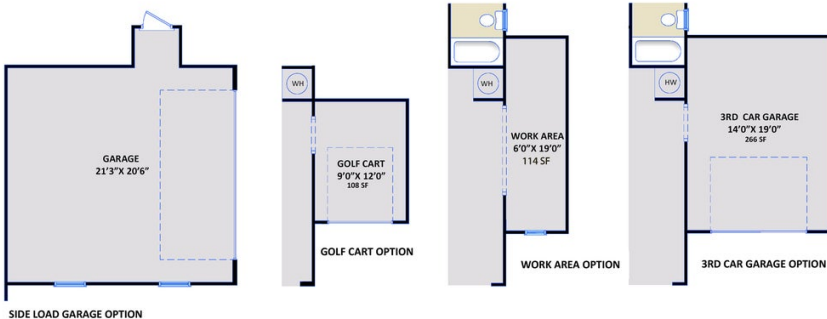 GARAGE
21'3"X 20'6"
SIDE LOAD GARAGE OPTION
WH
GOLF CART
9'0"X 12'0"
108 SF
GOLF CART OPTION
WH
WORK AREA
6'0"X 19'0"
114 SF
WORK AREA OPTION
HW
3RD CAR GARAGE
14'0"X 19'0"
266 SF
3RD CAR GARAGE OPTION